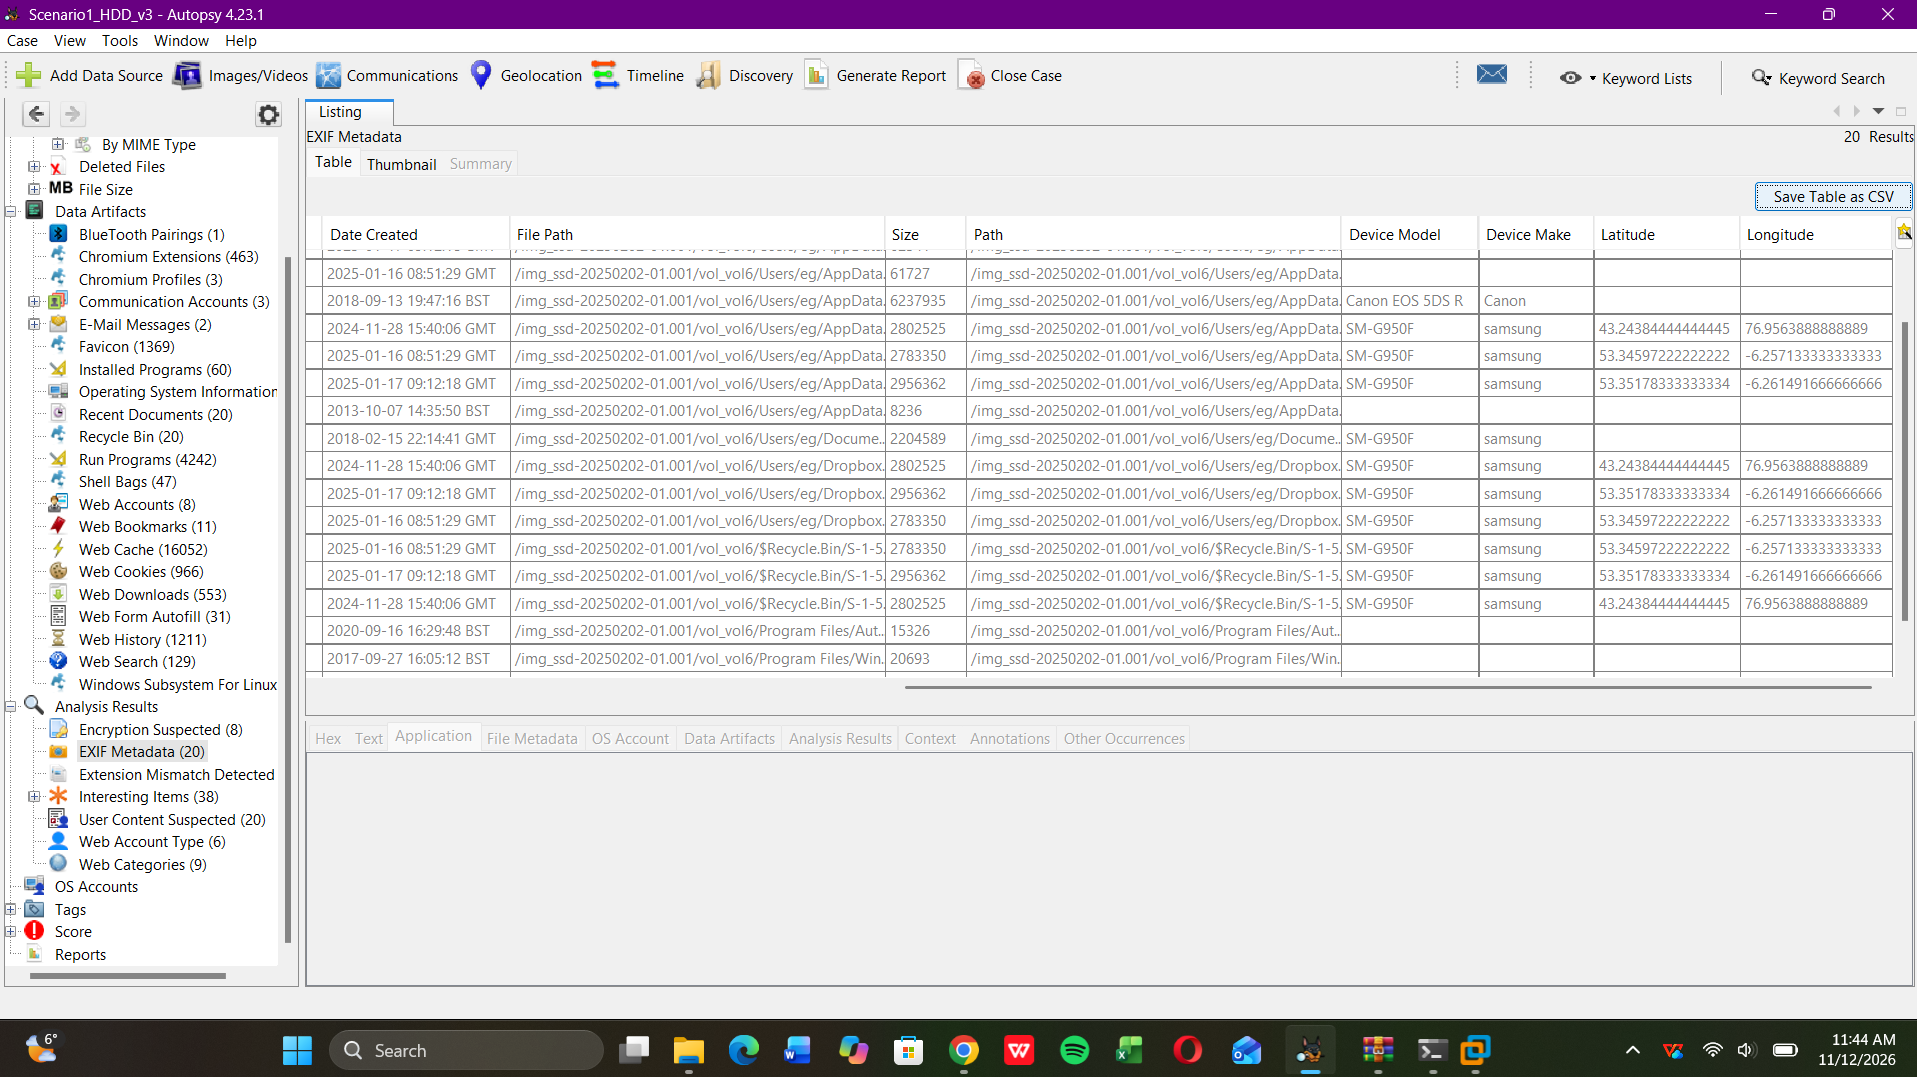 Scenario1_HDD_v3 - Autopsy 4.23.1
Case View Tools Window Help
Add Data Source Images/Videos Communications Geolocation Timeline Discovery Generate Report Close Case Keyword Lists Keyword Search
By MIME Type
Deleted Files
MB File Size
Data Artifacts
BlueTooth Pairings (1)
Chromium Extensions (463)
Chromium Profiles (3)
Communication Accounts (3)
E-Mail Messages (2)
Favicon (1369)
Installed Programs (60)
Operating System Information
Recent Documents (20)
Recycle Bin (20)
Run Programs (4242)
Shell Bags (47)
Web Accounts (8)
Web Bookmarks (11)
Web Cache (16052)
Web Cookies (966)
Web Downloads (553)
Web Form Autofill (31)
Web History (1211)
Web Search (129)
Windows Subsystem For Linux
Analysis Results
Encryption Suspected (8)
EXIF Metadata (20)
Extension Mismatch Detected
Interesting Items (38)
User Content Suspected (20)
Web Account Type (6)
Web Categories (9)
OS Accounts
Tags
Score
Reports
Listing
EXIF Metadata 20 Results
Table Thumbnail Summary
Save Table as CSV
Date Created File Path Size Path Device Model Device Make Latitude Longitude
2025-01-16 08:51:29 GMT /img_ssd-20250202-01.001/vol_vol6/Users/eg/AppData. 61727 /img_ssd-20250202-01.001/vol_vol6/Users/eg/AppData.
2018-09-13 19:47:16 BST /img_ssd-20250202-01.001/vol_vol6/Users/eg/AppData. 6237935 /img_ssd-20250202-01.001/vol_vol6/Users/eg/AppData. Canon EOS 5DS R Canon
2024-11-28 15:40:06 GMT /img_ssd-20250202-01.001/vol_vol6/Users/eg/AppData. 2802525 /img_ssd-20250202-01.001/vol_vol6/Users/eg/AppData. SM-G950F samsung 43.24384444444445 76.9563888888889
2025-01-16 08:51:29 GMT /img_ssd-20250202-01.001/vol_vol6/Users/eg/AppData. 2783350 /img_ssd-20250202-01.001/vol_vol6/Users/eg/AppData. SM-G950F samsung 53.34597222222222 -6.257133333333333
2025-01-17 09:12:18 GMT /img_ssd-20250202-01.001/vol_vol6/Users/eg/AppData. 2956362 /img_ssd-20250202-01.001/vol_vol6/Users/eg/AppData. SM-G950F samsung 53.35178333333334 -6.261491666666666
2013-10-07 14:35:50 BST /img_ssd-20250202-01.001/vol_vol6/Users/eg/AppData. 8236 /img_ssd-20250202-01.001/vol_vol6/Users/eg/AppData.
2018-02-15 22:14:41 GMT /img_ssd-20250202-01.001/vol_vol6/Users/eg/Docume.. 2204589 /img_ssd-20250202-01.001/vol_vol6/Users/eg/Docume.. SM-G950F samsung
2024-11-28 15:40:06 GMT /img_ssd-20250202-01.001/vol_vol6/Users/eg/Dropbox. 2802525 /img_ssd-20250202-01.001/vol_vol6/Users/eg/Dropbox. SM-G950F samsung 43.24384444444445 76.9563888888889
2025-01-17 09:12:18 GMT /img_ssd-20250202-01.001/vol_vol6/Users/eg/Dropbox. 2956362 /img_ssd-20250202-01.001/vol_vol6/Users/eg/Dropbox. SM-G950F samsung 53.35178333333334 -6.261491666666666
2025-01-16 08:51:29 GMT /img_ssd-20250202-01.001/vol_vol6/Users/eg/Dropbox. 2783350 /img_ssd-20250202-01.001/vol_vol6/Users/eg/Dropbox. SM-G950F samsung 53.34597222222222 -6.257133333333333
2025-01-16 08:51:29 GMT /img_ssd-20250202-01.001/vol_vol6/$Recycle.Bin/S-1-5. 2783350 /img_ssd-20250202-01.001/vol_vol6/$Recycle.Bin/S-1-5. SM-G950F samsung 53.34597222222222 -6.257133333333333
2025-01-17 09:12:18 GMT /img_ssd-20250202-01.001/vol_vol6/$Recycle.Bin/S-1-5. 2956362 /img_ssd-20250202-01.001/vol_vol6/$Recycle.Bin/S-1-5. SM-G950F samsung 53.35178333333334 -6.261491666666666
2024-11-28 15:40:06 GMT /img_ssd-20250202-01.001/vol_vol6/$Recycle.Bin/S-1-5. 2802525 /img_ssd-20250202-01.001/vol_vol6/$Recycle.Bin/S-1-5. SM-G950F samsung 43.24384444444445 76.9563888888889
2020-09-16 16:29:48 BST /img_ssd-20250202-01.001/vol_vol6/Program Files/Aut.. 15326 /img_ssd-20250202-01.001/vol_vol6/Program Files/Aut..
2017-09-27 16:05:12 BST /img_ssd-20250202-01.001/vol_vol6/Program Files/Win. 20693 /img_ssd-20250202-01.001/vol_vol6/Program Files/Win.
Hex Text Application File Metadata OS Account Data Artifacts Analysis Results Context Annotations Other Occurrences
6°
Search
11:44 AM
11/12/2026